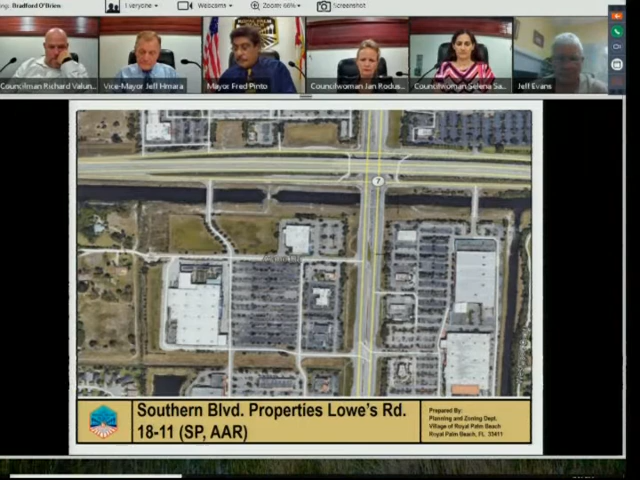 Bradford O'Brien
Everyone
Webcams
Zoom: 66%
Screenshot
Councilman Richard Valun...
Vice-Mayor Jeff Hmara
Mayor Fred Pinto
Councilwoman Jan Rodus...
Councilwoman Selena Sa...
Jeff Evans
7
Southern Blvd. Properties Lowe's Rd.
18-11 (SP, AAR)
Prepared By:
Planning and Zoning Dept.
Village of Royal Palm Beach
Royal Palm Beach, FL 33411